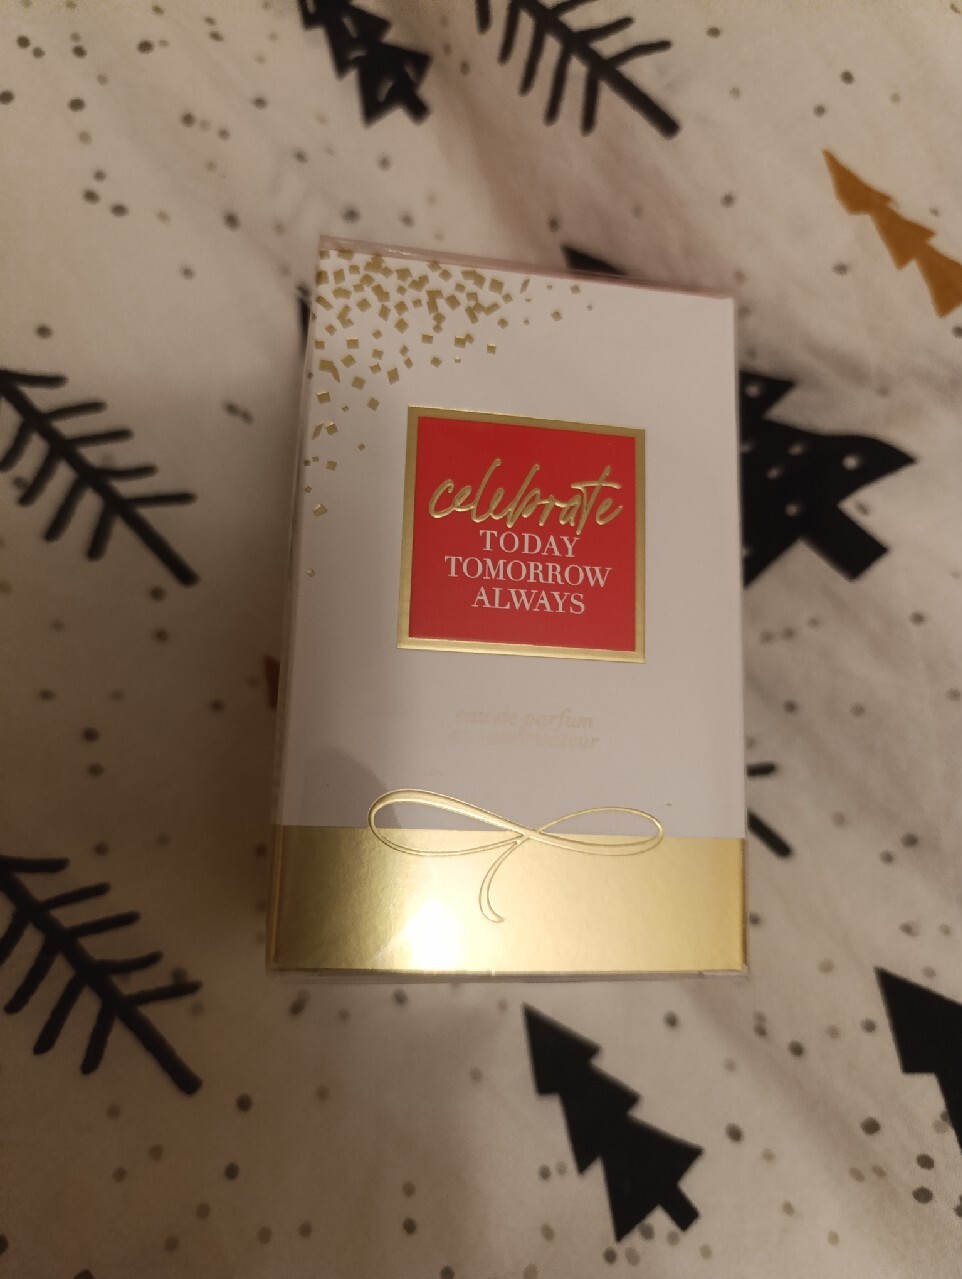 celebrate
TODAY
TOMORROW
ALWAYS
eau de parfum